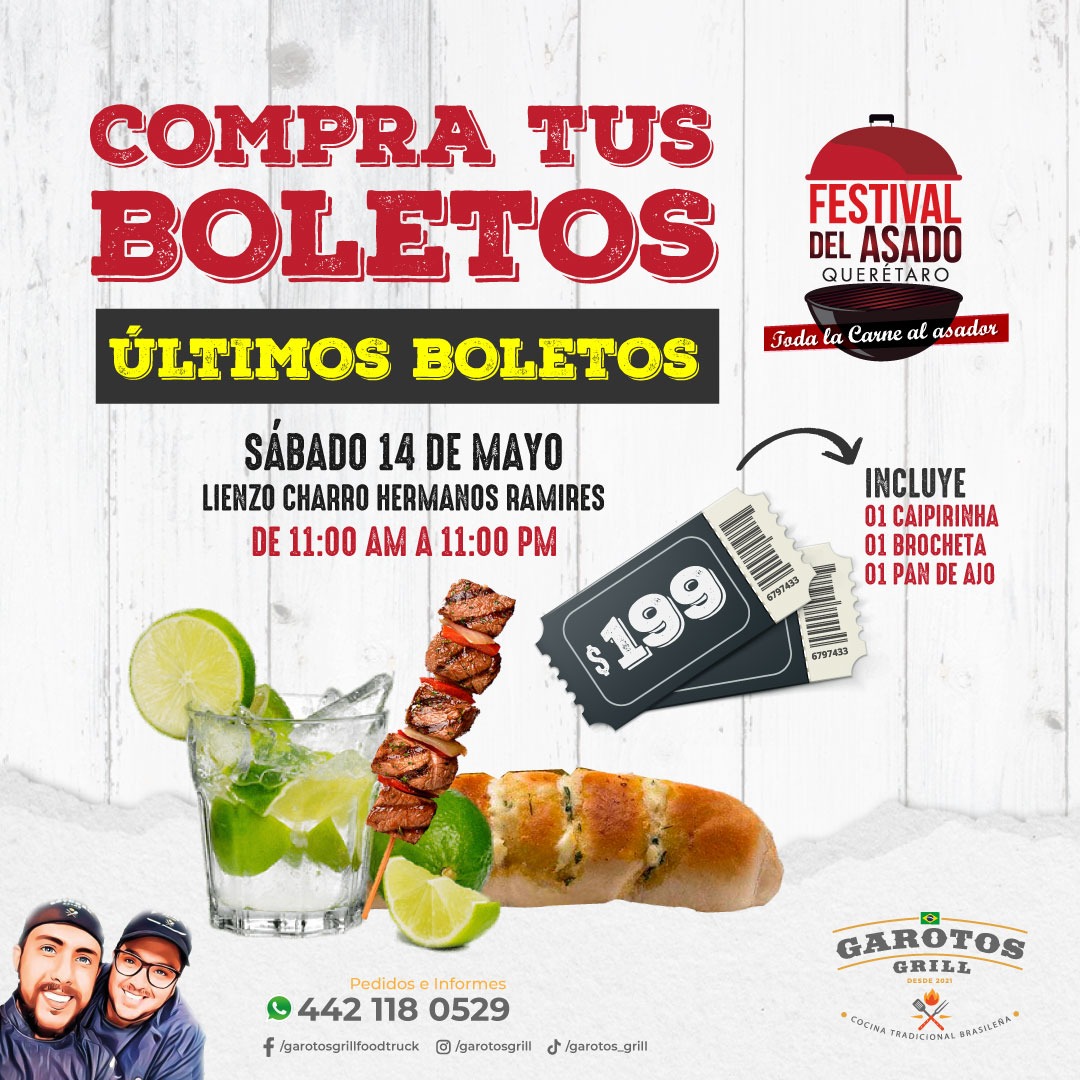 COMPRA TUS
BOLETOS
ÚLTIMOS BOLETOS
SÁBADO 14 DE MAYO
LIENZO CHARRO HERMANOS RAMIRES
DE 11:00 AM A 11:00 PM
FESTIVAL
DEL ASADO
QUERÉTARO
Toda la Carne al asador
INCLUYE
01 CAIPIRINHA
01 BROCHETA
01 PAN DE AJO
$199
6797433
6797433
Pedidos e Informes
442 118 0529
/garotosgrillfoodtruck /garotosgrill /garotos_grill
GAROTOS
GRILL
DESDE 2021
COCINA TRADICIONAL BRASILEÑA